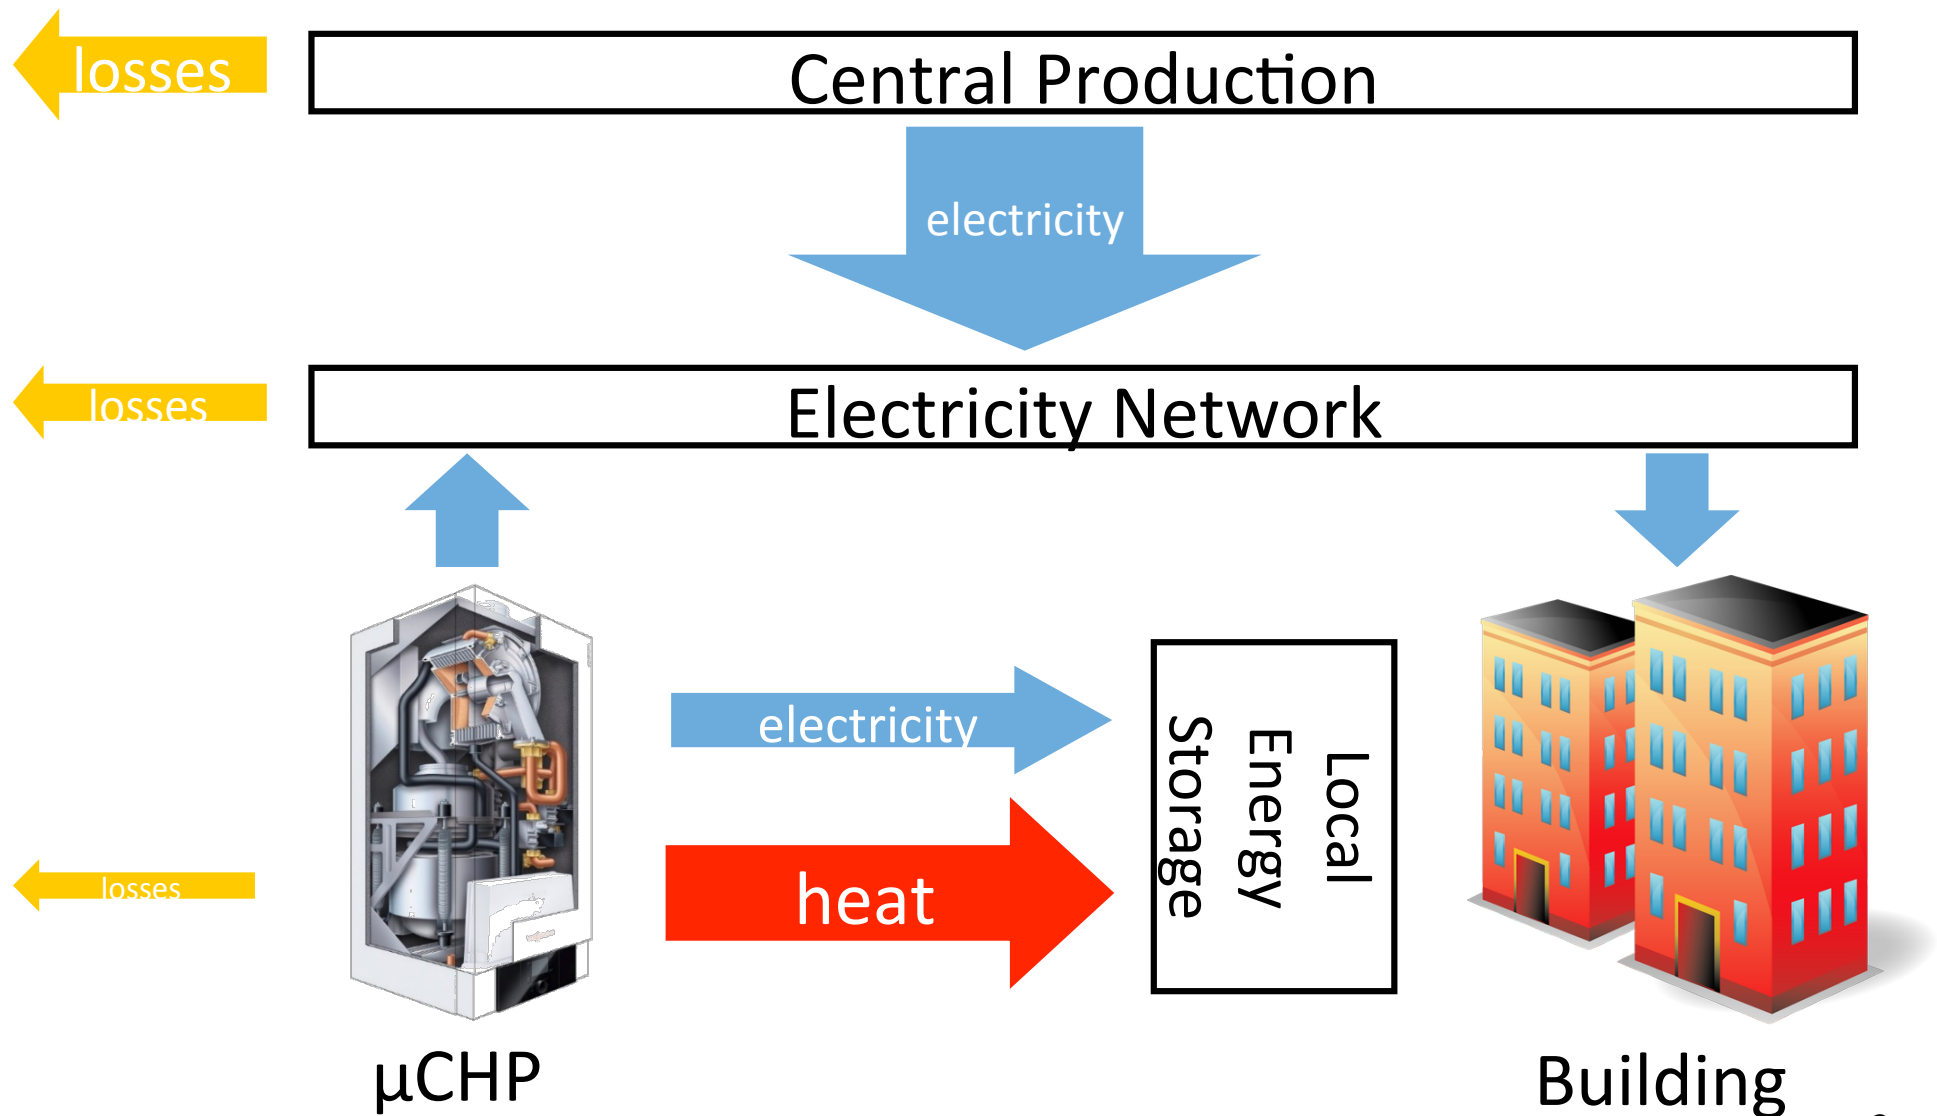 losses
Central Production
electricity
losses
Electricity Network
electricity
Local
Energy
Storage
losses
heat
µCHP
Building